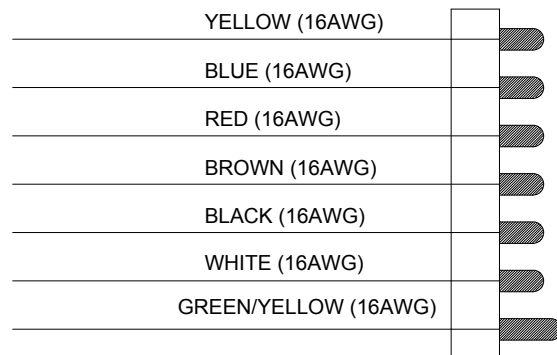 YELLOW (16AWG)
BLUE (16AWG)
RED (16AWG)
BROWN (16AWG)
BLACK (16AWG)
WHITE (16AWG)
GREEN/YELLOW (16AWG)